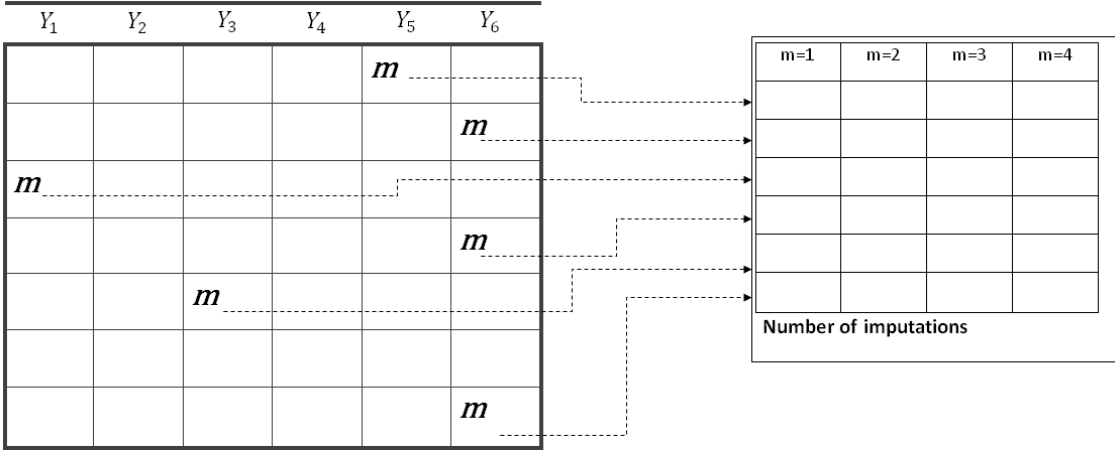 Y₁ Y₂ Y₃ Y₄ Y₅ Y₆
m
m
m
m
m
m
m=1 m=2 m=3 m=4
Number of imputations